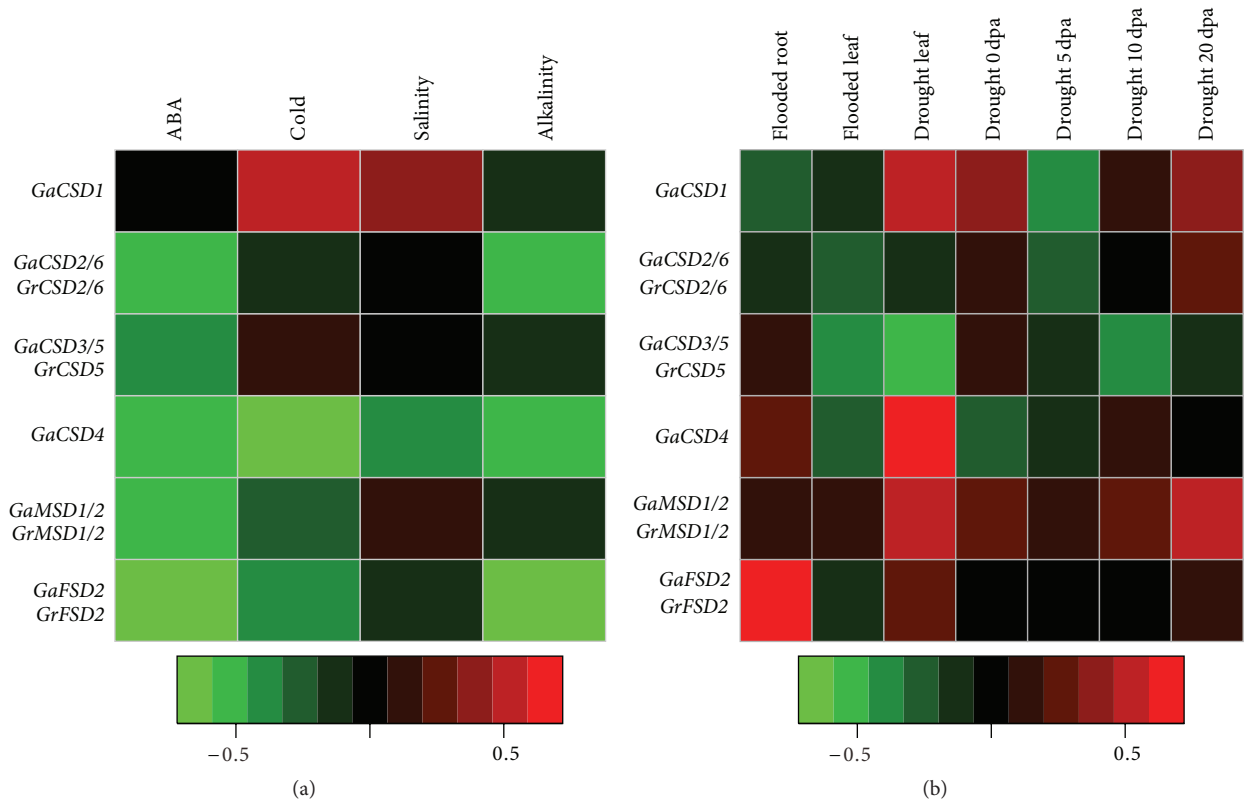 ABA
Cold
Salinity
Alkalinity
GaCSD1
GaCSD2/6
GrCSD2/6
GaCSD3/5
GrCSD5
GaCSD4
GaMSD1/2
GrMSD1/2
GaFSD2
GrFSD2
−0.5
0.5
(a)
Flooded root
Flooded leaf
Drought leaf
Drought 0 dpa
Drought 5 dpa
Drought 10 dpa
Drought 20 dpa
GaCSD1
GaCSD2/6
GrCSD2/6
GaCSD3/5
GrCSD5
GaCSD4
GaMSD1/2
GrMSD1/2
GaFSD2
GrFSD2
−0.5
0.5
(b)